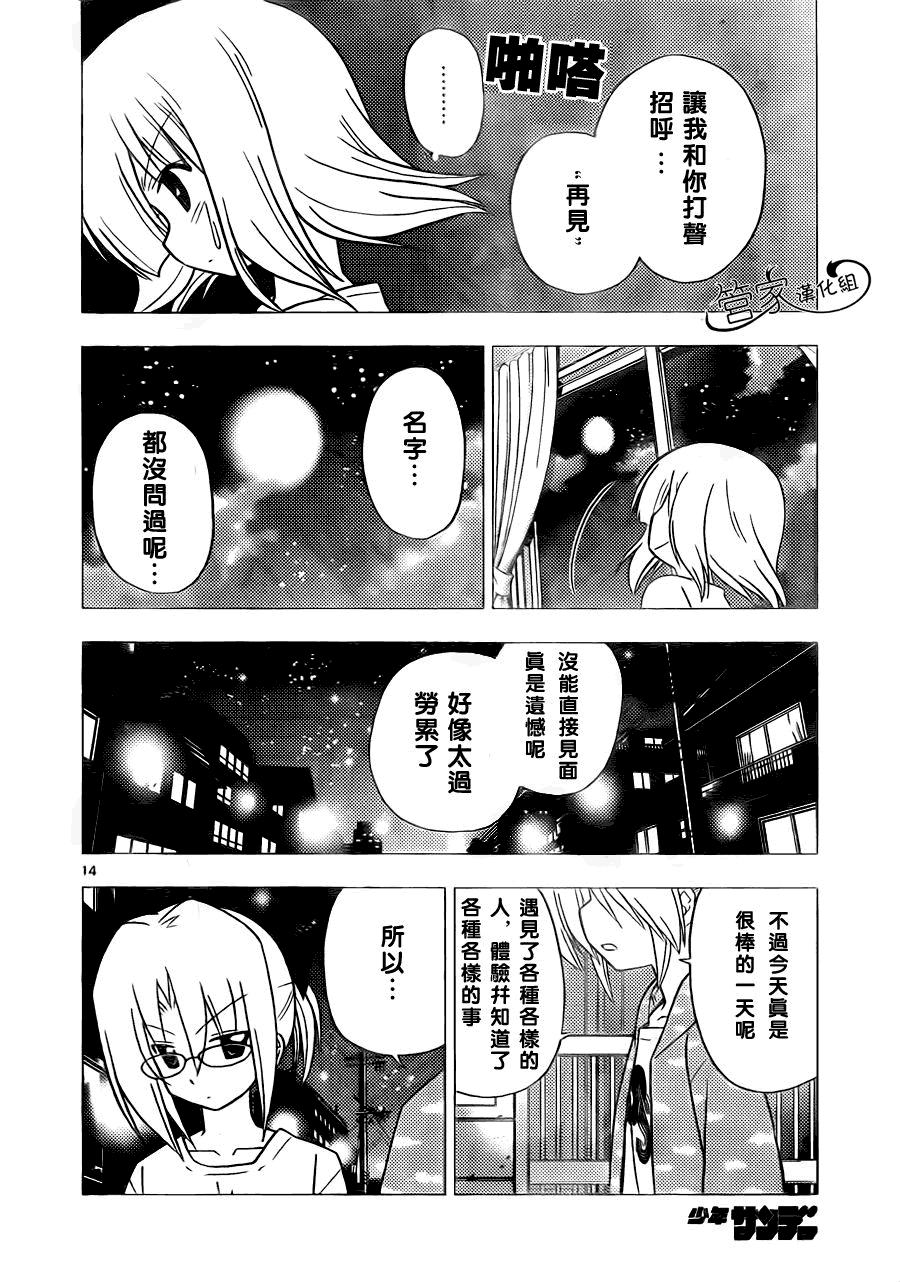 讓我和你打聲
招呼…
“再見”
啪嗒
………
管家漢化組
名字…
都沒問過呢…
沒能直接見面
眞是遺憾呢
好像太過
勞累了
14
不過今天眞是
很棒的一天呢
遇見了各種各樣的
人，體驗幷知道了
各種各樣的事
所以…
少年サンデー